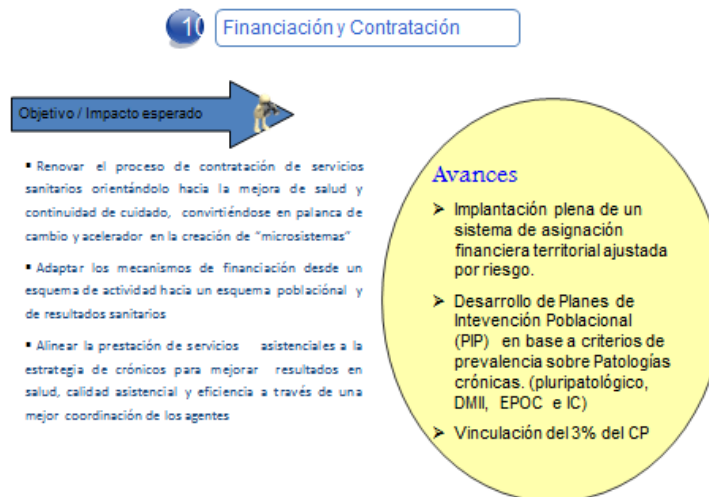 10
Financiación y Contratación
Objetivo / Impacto esperado
▪ Renovar el proceso de contratación de servicios
sanitarios orientándolo hacia la mejora de salud y
continuidad de cuidado, convirtiéndose en palanca de
cambio y acelerador en la creación de “microsistemas”
▪ Adaptar los mecanismos de financiación desde un
esquema de actividad hacia un esquema poblaciónal y
de resultados sanitarios
▪ Alinear la prestación de servicios asistenciales a la
estrategia de crónicos para mejorar resultados en
salud, calidad asistencial y eficiencia a través de una
mejor coordinación de los agentes
Avances
➢ Implantación plena de un
sistema de asignación
financiera territorial ajustada
por riesgo.
➢ Desarrollo de Planes de
Intevención Poblacional
(PIP) en base a criterios de
prevalencia sobre Patologías
crónicas. (pluripatológico,
DMII, EPOC e IC)
➢ Vinculación del 3% del CP